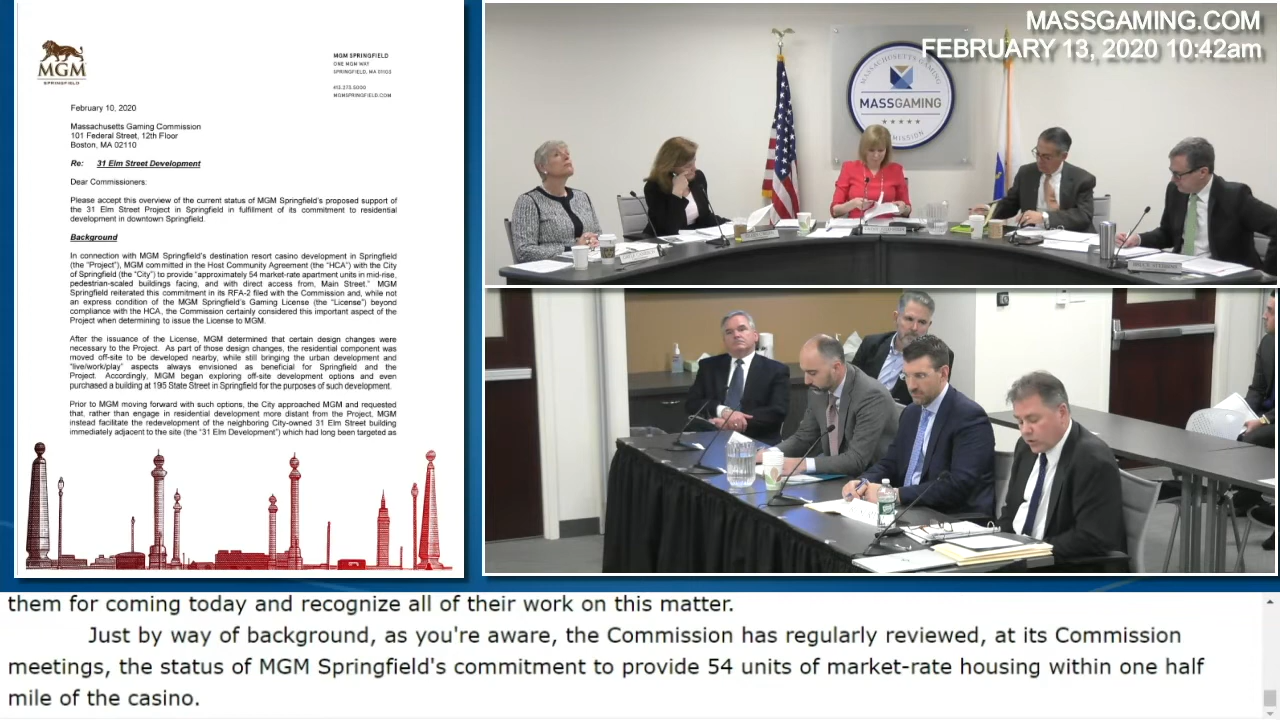 MGM
SPRINGFIELD
MGM SPRINGFIELD
ONE MGM WAY
SPRINGFIELD, MA 01103
413.273.5000
MGMSPRINGFIELD.COM
February 10, 2020
Massachusetts Gaming Commission
101 Federal Street, 12th Floor
Boston, MA 02110
Re: 31 Elm Street Development
Dear Commissioners:
Please accept this overview of the current status of MGM Springfield's proposed support of
the 31 Elm Street Project in Springfield in fulfillment of its commitment to residential
development in downtown Springfield.
Background
In connection with MGM Springfield's destination resort casino development in Springfield
(the "Project"), MGM committed in the Host Community Agreement (the "HCA") with the City
of Springfield (the "City") to provide "approximately 54 market-rate apartment units in mid-rise,
pedestrian-scaled buildings facing, and with direct access from, Main Street." MGM
Springfield reiterated this commitment in its RFA-2 filed with the Commission and, while not
an express condition of the MGM Springfield's Gaming License (the "License") beyond
compliance with the HCA, the Commission certainly considered this important aspect of the
Project when determining to issue the License to MGM.
After the issuance of the License, MGM determined that certain design changes were
necessary to the Project. As part of those design changes, the residential component was
moved off-site to be developed nearby, while still bringing the urban development and
"live/work/play" aspects always envisioned as beneficial for Springfield and the
Project. Accordingly, MGM began exploring off-site development options and even
purchased a building at 195 State Street in Springfield for the purposes of such development.
Prior to MGM moving forward with such options, the City approached MGM and requested
that, rather than engage in residential development more distant from the Project, MGM
instead facilitate the redevelopment of the neighboring City-owned 31 Elm Street building
immediately adjacent to the site (the "31 Elm Development") which had long been targeted as
MASSGAMING.COM
FEBRUARY 13, 2020 10:42am
MASSACHUSETTS GAMING
MASSGAMING
COMMISSION
them for coming today and recognize all of their work on this matter.
Just by way of background, as you're aware, the Commission has regularly reviewed, at its Commission
meetings, the status of MGM Springfield's commitment to provide 54 units of market-rate housing within one half
mile of the casino.